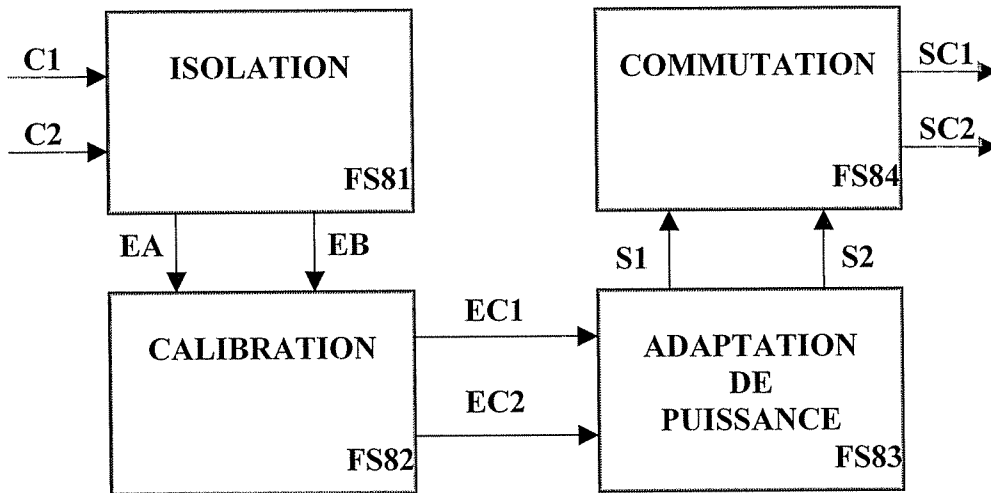 C1
C2
ISOLATION
FS81
COMMUTATION
FS84
SC1
SC2
EA
EB
S1
S2
CALIBRATION
FS82
EC1
EC2
ADAPTATION
DE
PUISSANCE
FS83